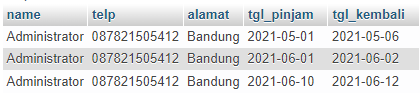 name telp alamat tgl_pinjam tgl_kembali
Administrator 087821505412 Bandung 2021-05-01 2021-05-06
Administrator 087821505412 Bandung 2021-06-01 2021-06-02
Administrator 087821505412 Bandung 2021-06-10 2021-06-12